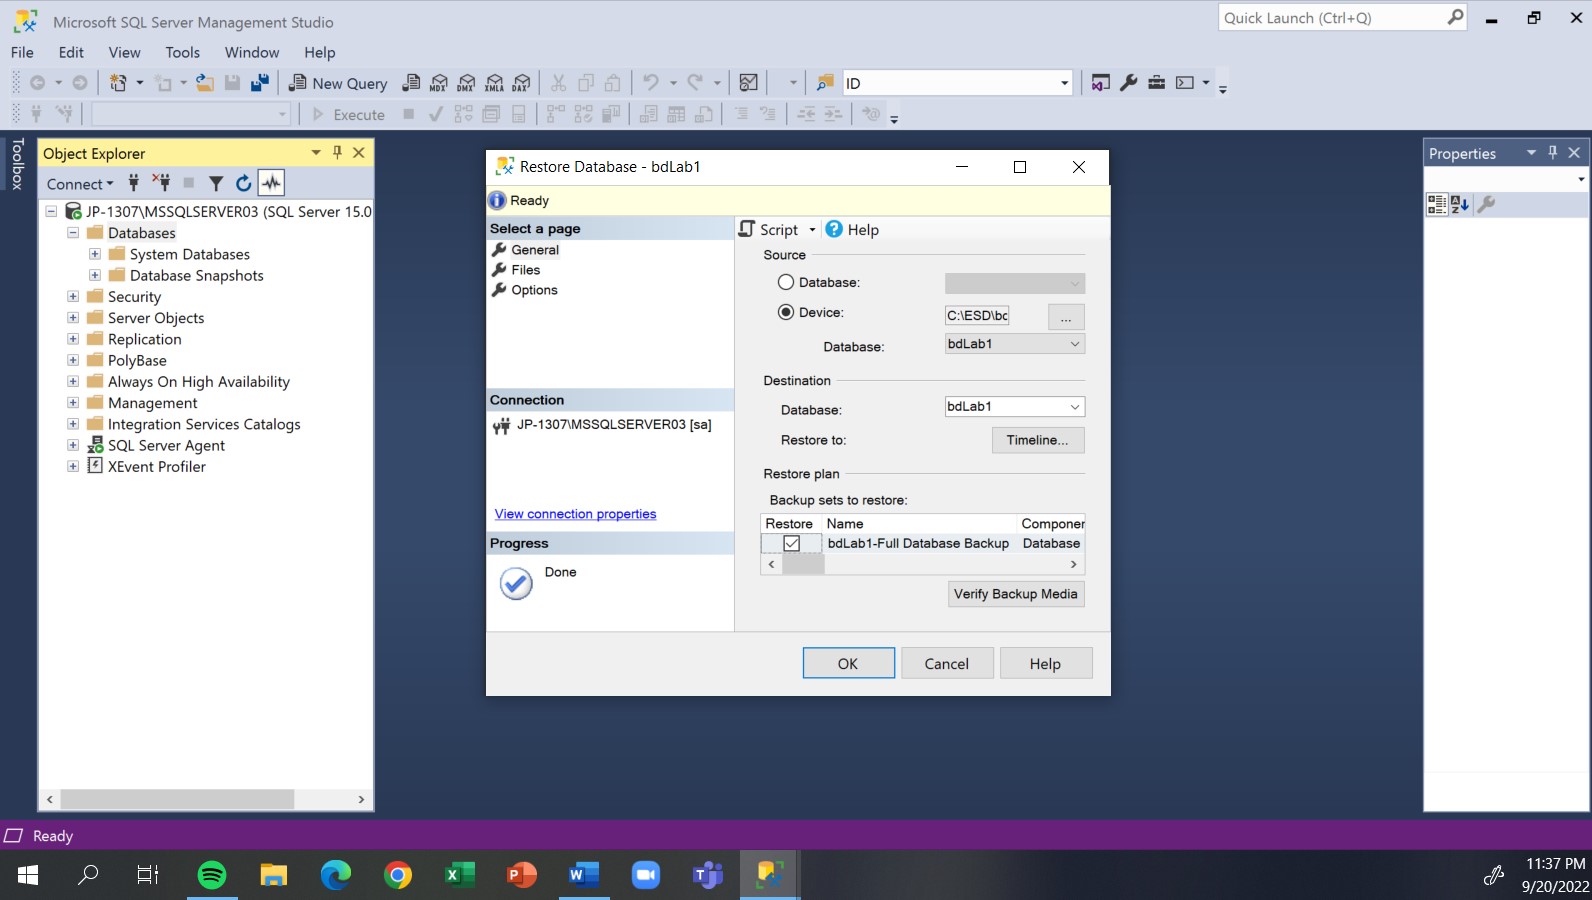 Microsoft SQL Server Management Studio
Quick Launch (Ctrl+Q)
File Edit View Tools Window Help
New Query MDX DMX XMLA DAX ID
Execute
Toolbox
Object Explorer
Connect
JP-1307\MSSQLSERVER03 (SQL Server 15.0
Databases
System Databases
Database Snapshots
Security
Server Objects
Replication
PolyBase
Always On High Availability
Management
Integration Services Catalogs
SQL Server Agent
XEvent Profiler
Restore Database - bdLab1
Ready
Select a page
General
Files
Options
Connection
JP-1307\MSSQLSERVER03 [sa]
View connection properties
Progress
Done
Script Help
Source
Database:
Device: C:\ESD\bc ...
Database: bdLab1
Destination
Database: bdLab1
Restore to: Timeline...
Restore plan
Backup sets to restore:
Restore Name Componer
bdLab1-Full Database Backup Database
Verify Backup Media
OK Cancel Help
Properties
Ready
11:37 PM
9/20/2022